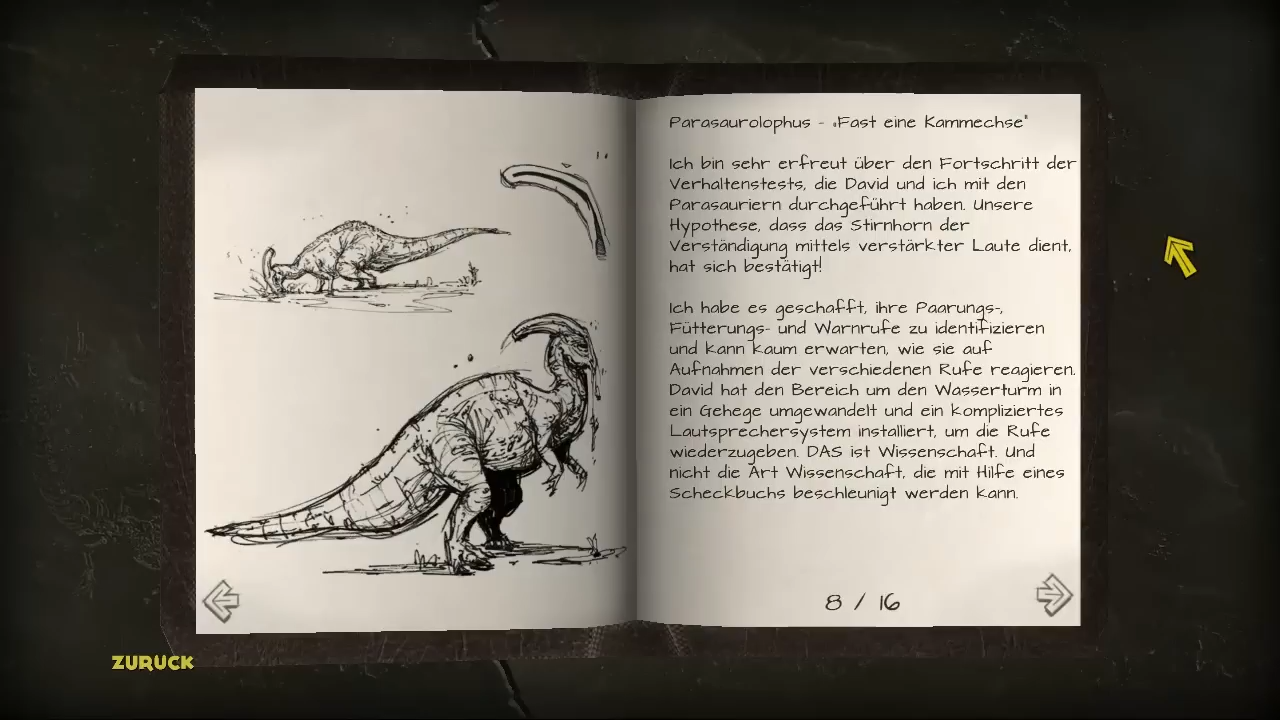 Parasaurolophus - „Fast eine Kammechse"
Ich bin sehr erfreut über den Fortschritt der
Verhaltenstests, die David und ich mit den
Parasauriern durchgeführt haben. Unsere
Hypothese, dass das Stirnhorn der
Verständigung mittels verstärkter Laute dient,
hat sich bestätigt!
Ich habe es geschafft, ihre Paarungs-,
Fütterungs- und Warnrufe zu identifizieren
und kann kaum erwarten, wie sie auf
Aufnahmen der verschiedenen Rufe reagieren.
David hat den Bereich um den Wasserturm in
ein Gehege umgewandelt und ein kompliziertes
Lautsprechersystem installiert, um die Rufe
wiederzugeben. DAS ist Wissenschaft. Und
nicht die Art Wissenschaft, die mit Hilfe eines
Scheckbuchs beschleunigt werden kann.
8 / 16
ZURUCK